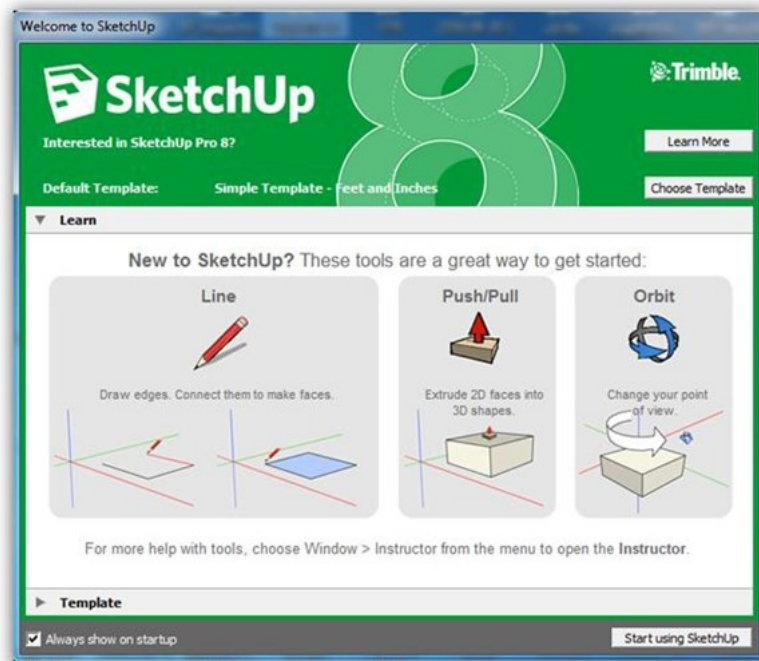 Welcome to SketchUp
SketchUp
Trimble.
Interested in SketchUp Pro 8?
Learn More
Default Template: Simple Template - Feet and Inches
Choose Template
Learn
New to SketchUp? These tools are a great way to get started:
Line
Draw edges. Connect them to make faces.
Push/Pull
Extrude 2D faces into
3D shapes.
Orbit
Change your point
of view.
For more help with tools, choose Window > Instructor from the menu to open the Instructor.
Template
Always show on startup
Start using SketchUp